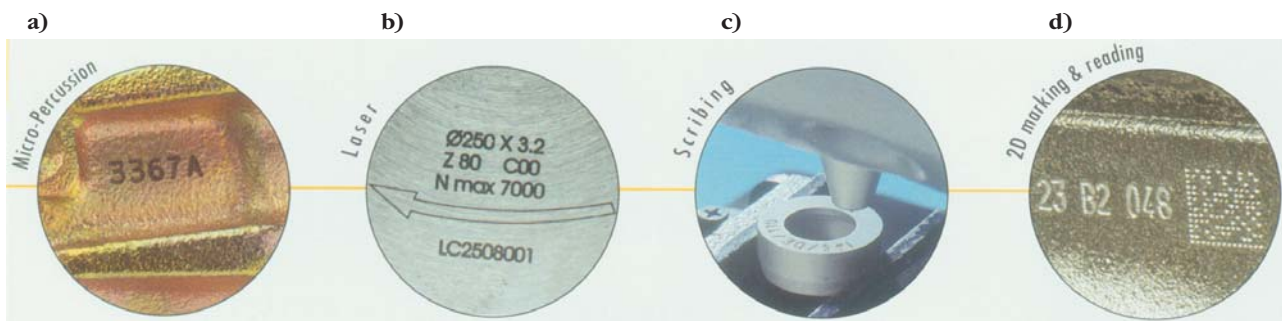 a)
b)
c)
d)
Micro-Percussion
3367A
Laser
Ø250 X 3.2
Z 80 C00
N max 7000
LC2508001
Scribing
2D marking & reading
23 B2 048